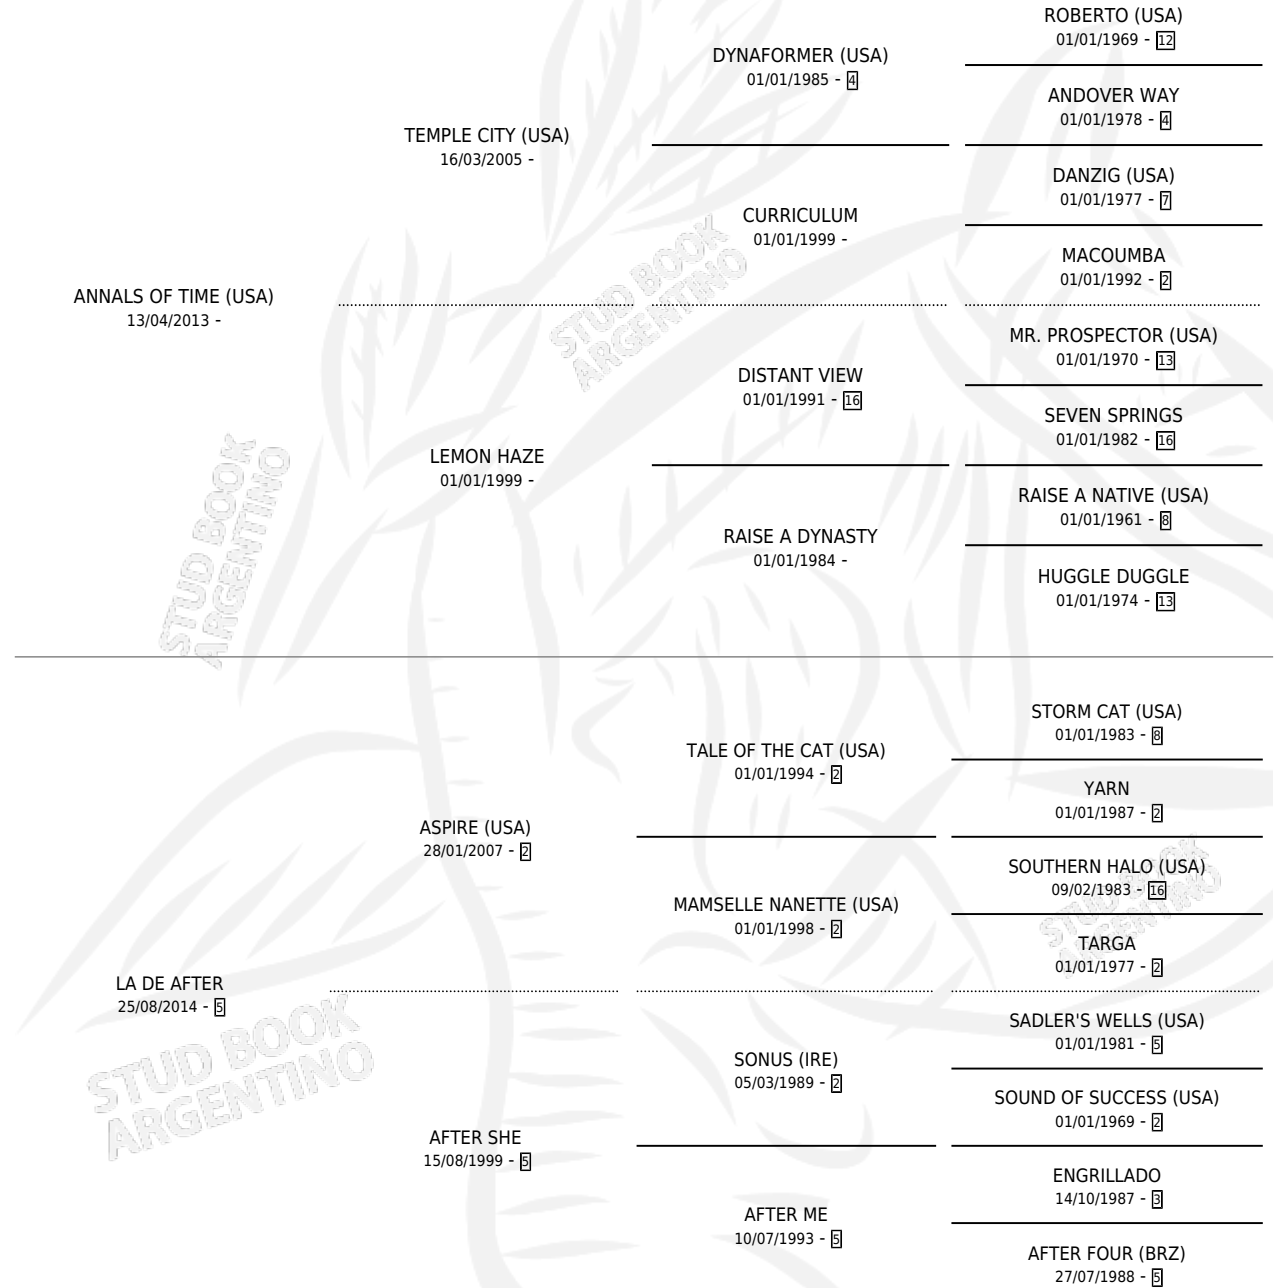 ROBERTO (USA)
01/01/1969 - 12
DYNAFORMER (USA)
01/01/1985 - 4
ANDOVER WAY
01/01/1978 - 4
TEMPLE CITY (USA)
16/03/2005 -
DANZIG (USA)
01/01/1977 - 7
CURRICULUM
01/01/1999 -
MACOUMBA
01/01/1992 - 2
ANNALS OF TIME (USA)
13/04/2013 -
STUD BOOK
ARGENTINO
MR. PROSPECTOR (USA)
01/01/1970 - 13
DISTANT VIEW
01/01/1991 - 16
SEVEN SPRINGS
01/01/1982 - 16
LEMON HAZE
01/01/1999 -
RAISE A NATIVE (USA)
01/01/1961 - 8
RAISE A DYNASTY
01/01/1984 -
HUGGLE DUGGLE
01/01/1974 - 13
STUD BOOK
ARGENTINO
STORM CAT (USA)
01/01/1983 - 8
TALE OF THE CAT (USA)
01/01/1994 - 2
YARN
01/01/1987 - 2
ASPIRE (USA)
28/01/2007 - 2
SOUTHERN HALO (USA)
09/02/1983 - 16
MAMSELLE NANETTE (USA)
01/01/1998 - 2
STUD BOOK
ARGENTINO
TARGA
01/01/1977 - 2
LA DE AFTER
25/08/2014 - 5
SADLER'S WELLS (USA)
01/01/1981 - 5
SONUS (IRE)
05/03/1989 - 2
SOUND OF SUCCESS (USA)
01/01/1969 - 2
STUD BOOK
ARGENTINO
AFTER SHE
15/08/1999 - 5
ENGRILLADO
14/10/1987 - 3
AFTER ME
10/07/1993 - 5
AFTER FOUR (BRZ)
27/07/1988 - 5